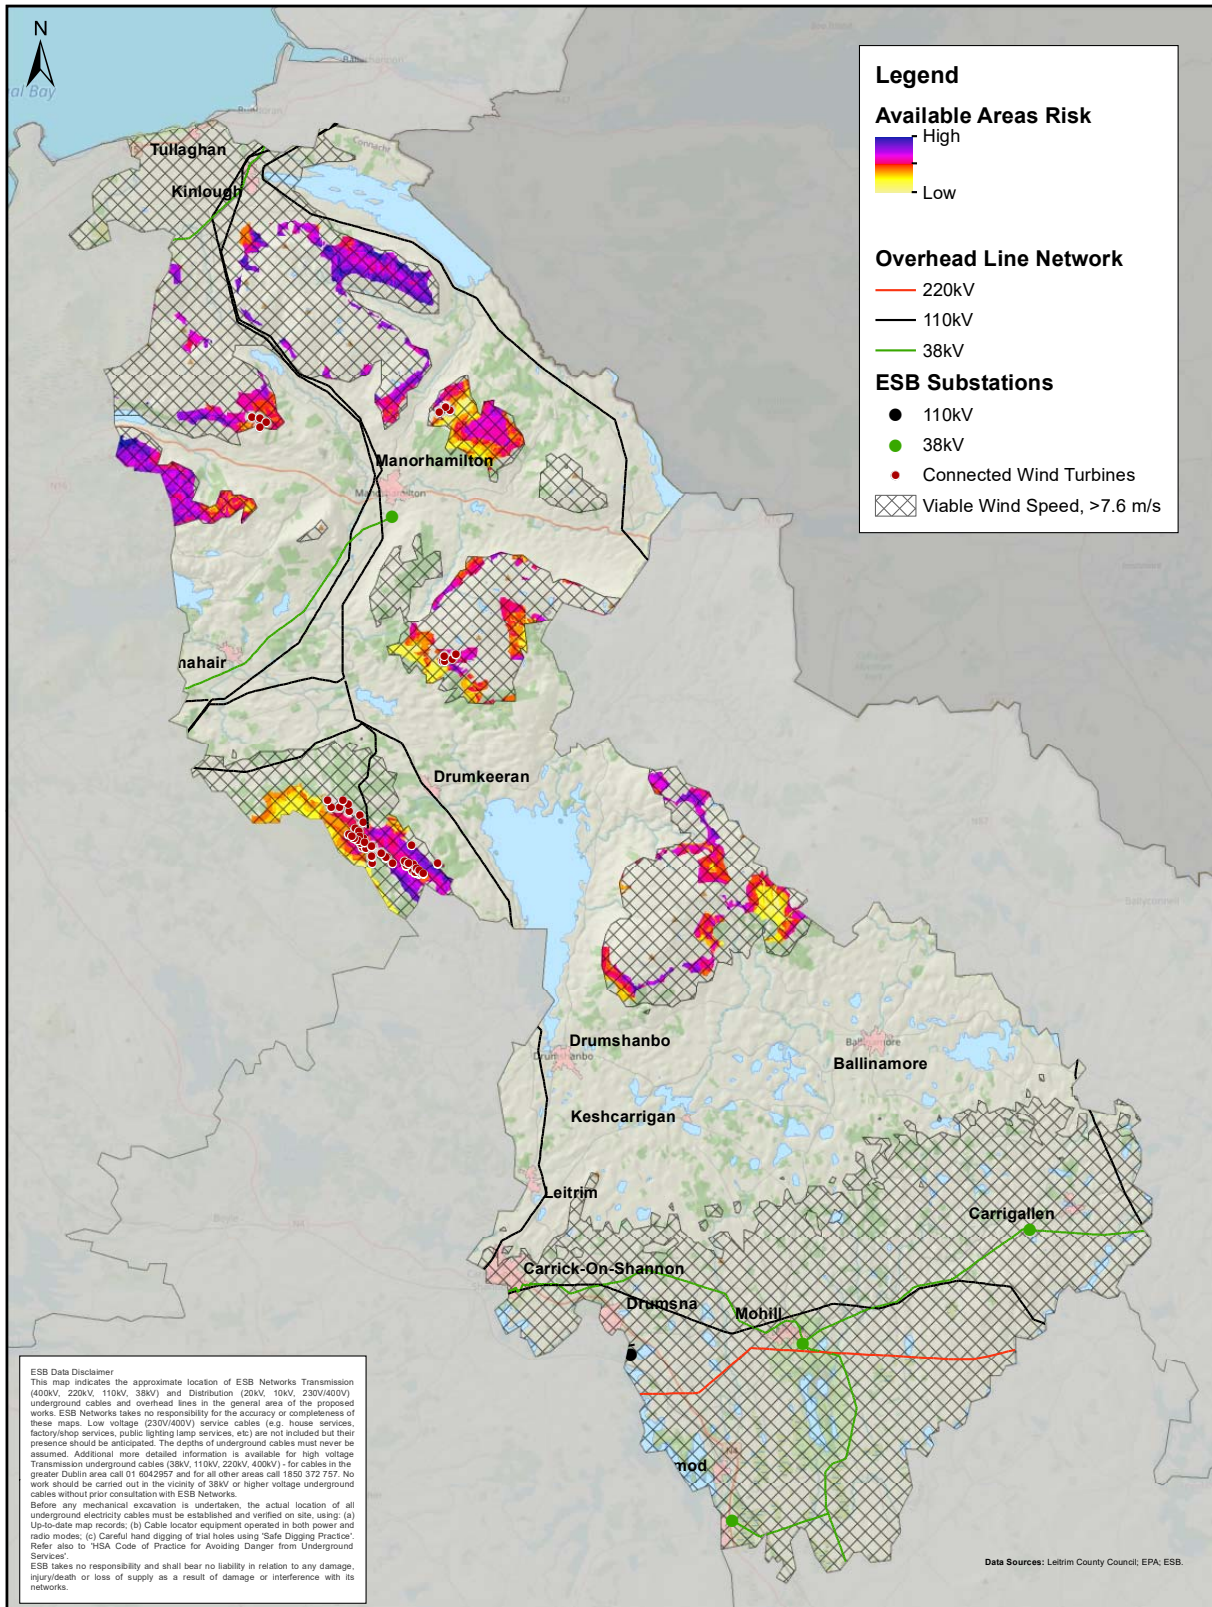 N
Legend
Available Areas Risk
High
Low
Overhead Line Network
220kV
110kV
38kV
ESB Substations
110kV
38kV
Connected Wind Turbines
Viable Wind Speed, >7.6 m/s
al Bay
Tullaghan
Connacht
Kinlough
Manorhamilton
N16
N16
nahair
Drumkeeran
N87
Ballyconnell
Drumshanbo
Drumshanbo
Ballinamore
Ballinamore
Keshcarrigan
Leitrim
Boyle
N4
Carrigallen
Carrick-On-Shannon
Drumsna
Mohill
N4
mod
ESB Data Disclaimer
This map indicates the approximate location of ESB Networks Transmission
(400kV, 220kV, 110kV, 38kV) and Distribution (20kV, 10kV, 230V/400V)
underground cables and overhead lines in the general area of the proposed
works. ESB Networks takes no responsibility for the accuracy or completeness of
these maps. Low voltage (230V/400V) service cables (e.g. house services,
factory/shop services, public lighting lamp services, etc) are not included but their
presence should be anticipated. The depths of underground cables must never be
assumed. Additional more detailed information is available for high voltage
Transmission underground cables (38kV, 110kV, 220kV, 400kV) - for cables in the
greater Dublin area call 01 6042957 and for all other areas call 1850 372 757. No
work should be carried out in the vicinity of 38kV or higher voltage underground
cables without prior consultation with ESB Networks.
Before any mechanical excavation is undertaken, the actual location of all
underground electricity cables must be established and verified on site, using: (a)
Up-to-date map records; (b) Cable locator equipment operated in both power and
radio modes; (c) Careful hand digging of trial holes using 'Safe Digging Practice'.
Refer also to 'HSA Code of Practice for Avoiding Danger from Underground
Services'.
ESB takes no responsibility and shall bear no liability in relation to any damage,
injury/death or loss of supply as a result of damage or interference with its
networks.
Data Sources: Leitrim County Council; EPA; ESB.